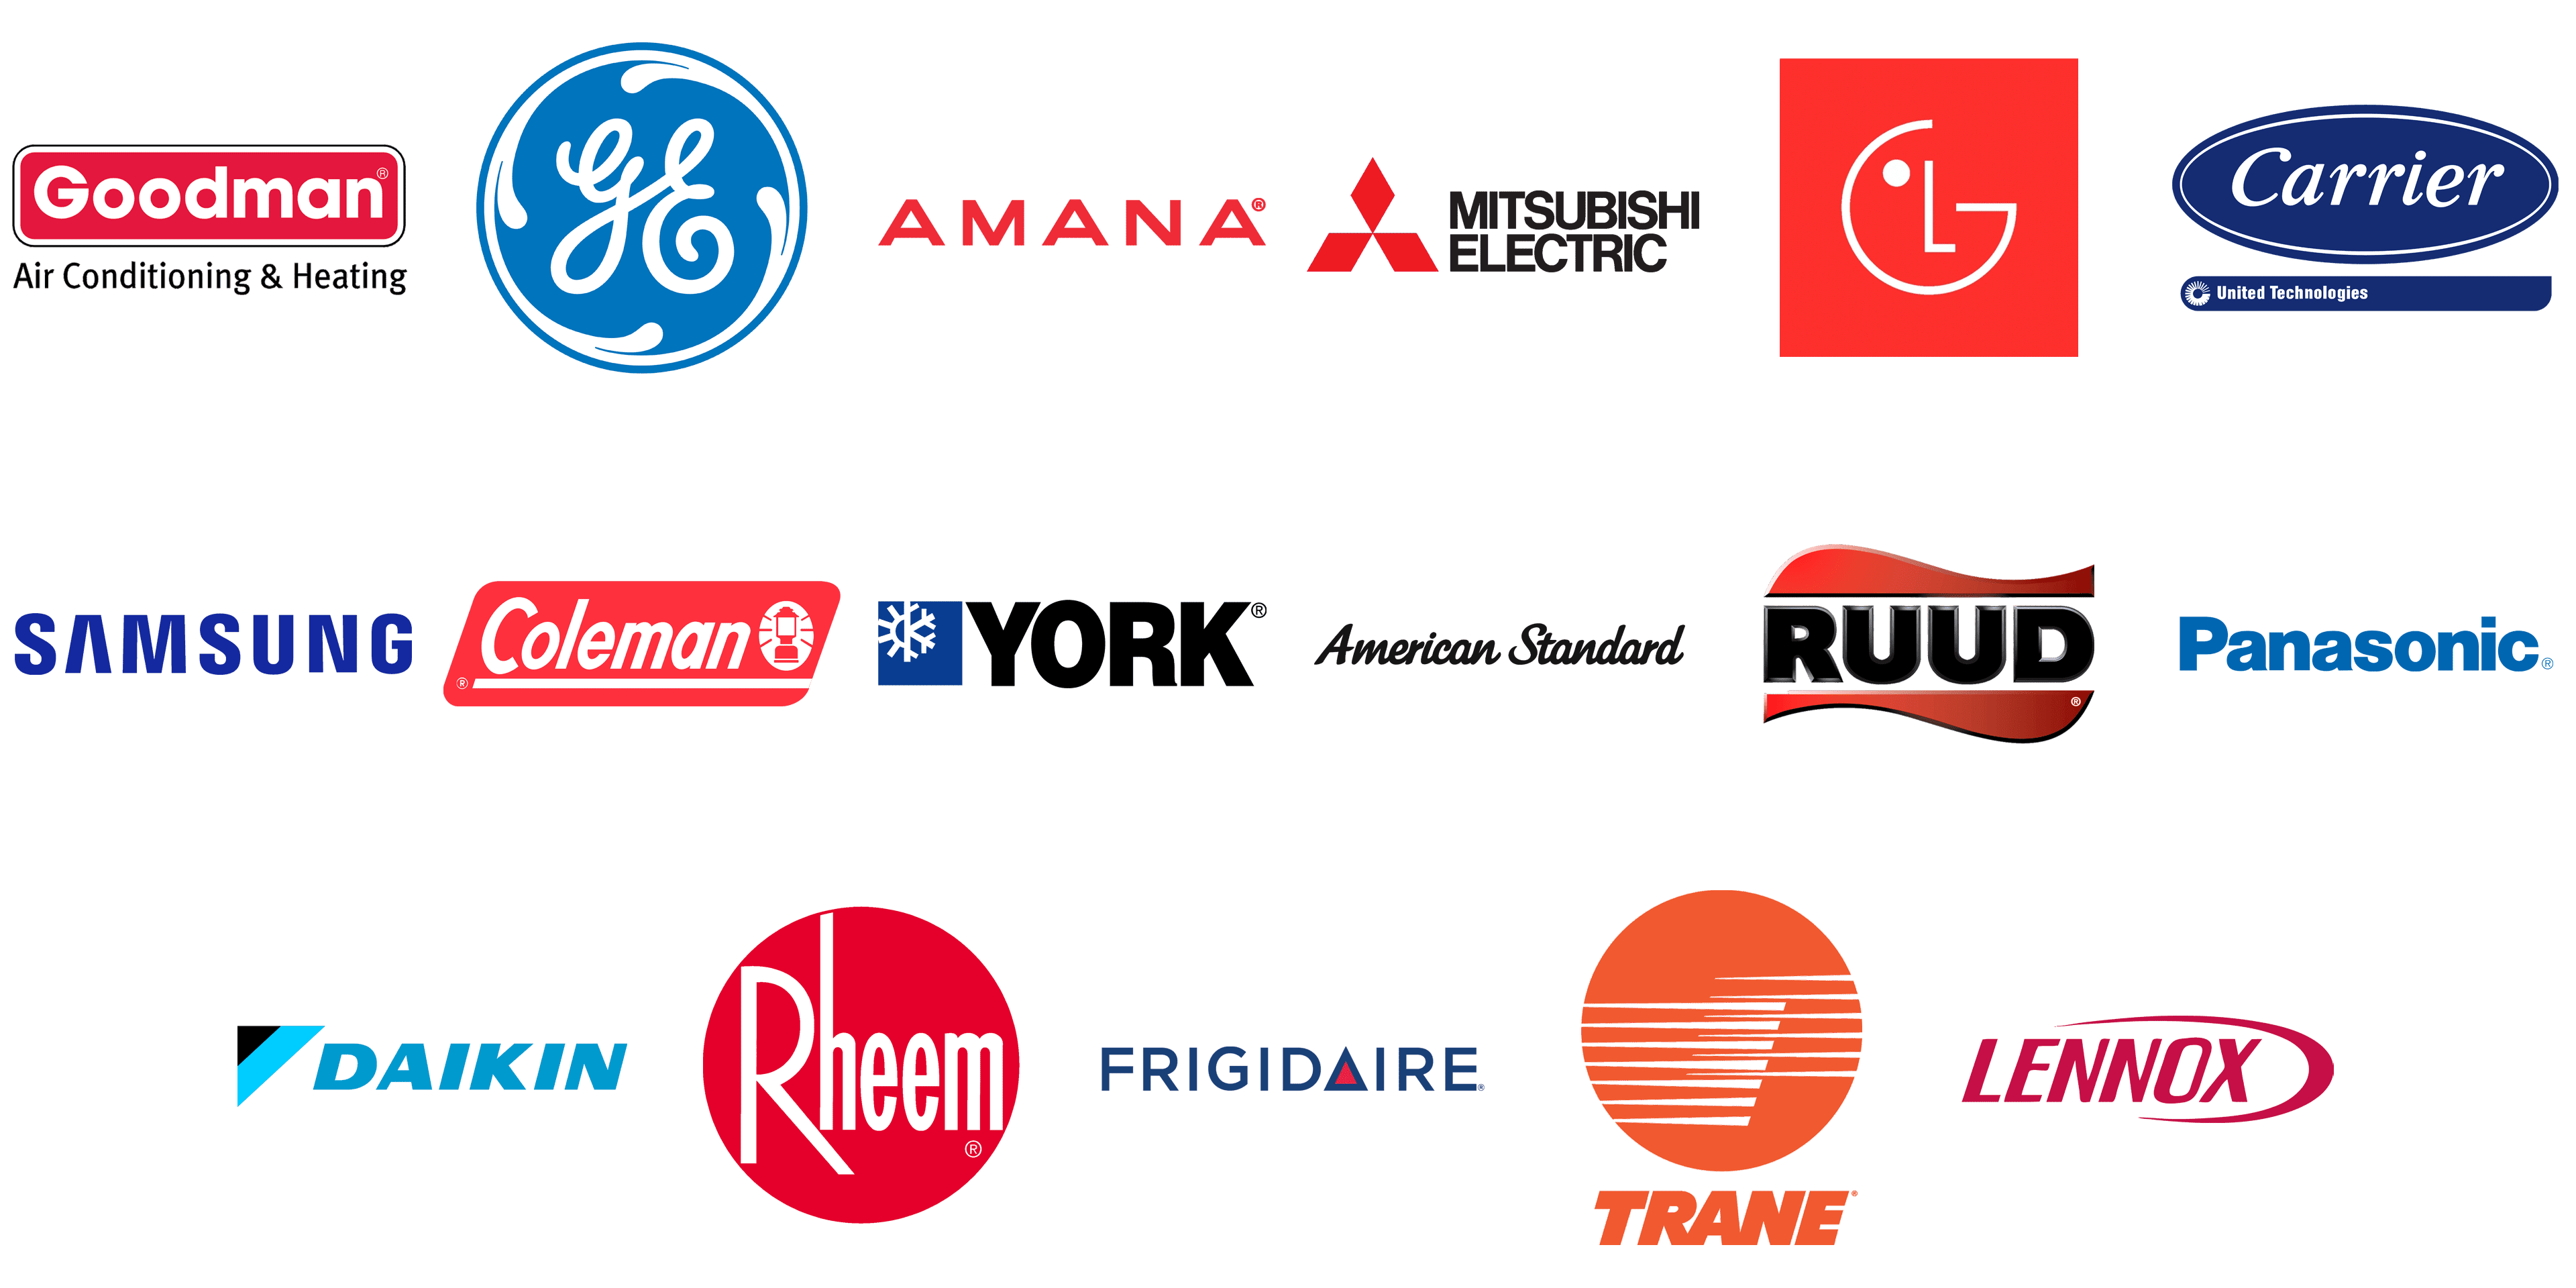 Goodman®
Air Conditioning & Heating
GE
AMANA®
MITSUBISHI
ELECTRIC
LG
Carrier
United Technologies
SAMSUNG
Coleman
®
YORK®
American Standard
RUUD
®
Panasonic®
DAIKIN
Rheem
®
FRIGIDAIRE®
TRANE®
LENNOX